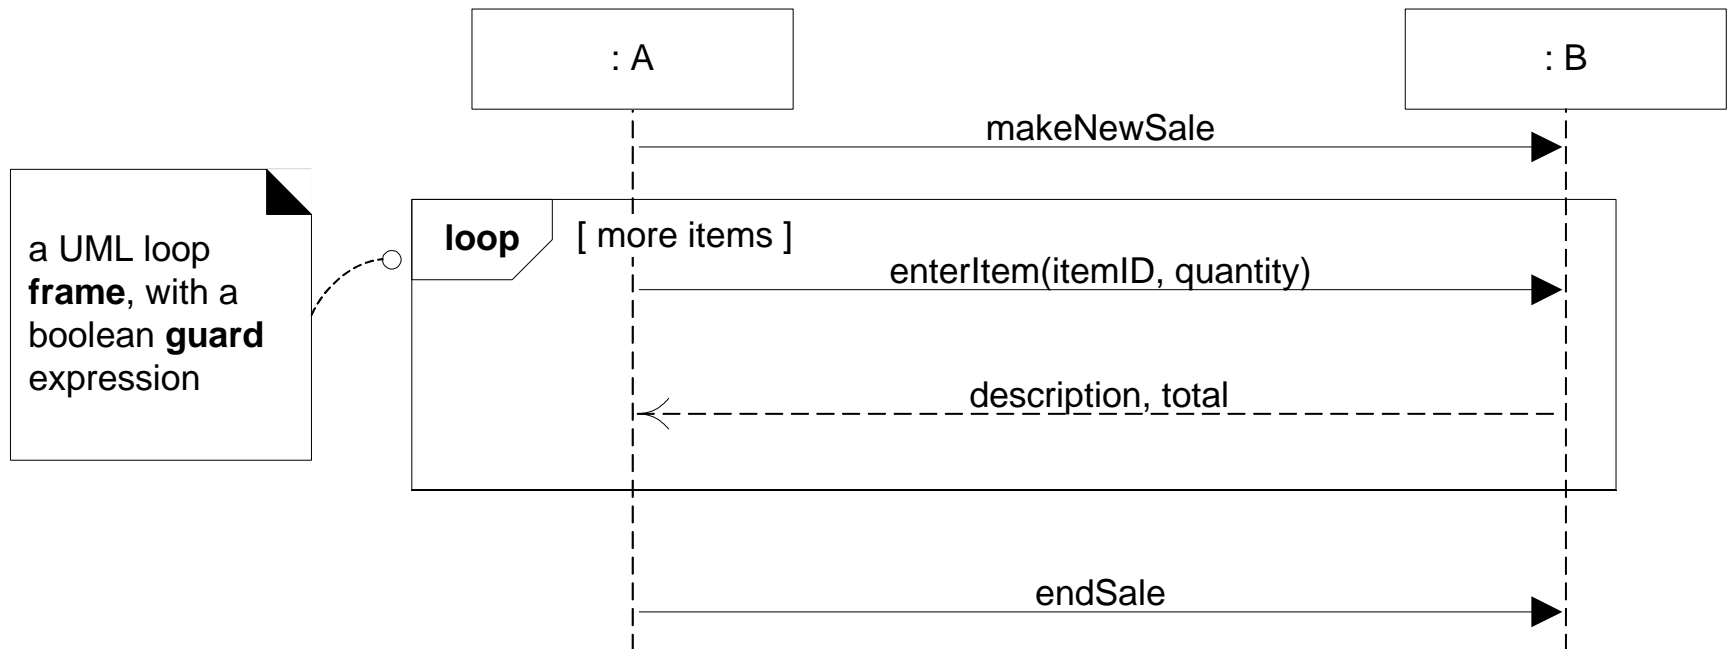 : A
: B
makeNewSale
a UML loop
frame, with a
boolean guard
expression
loop
[ more items ]
enterItem(itemID, quantity)
description, total
endSale